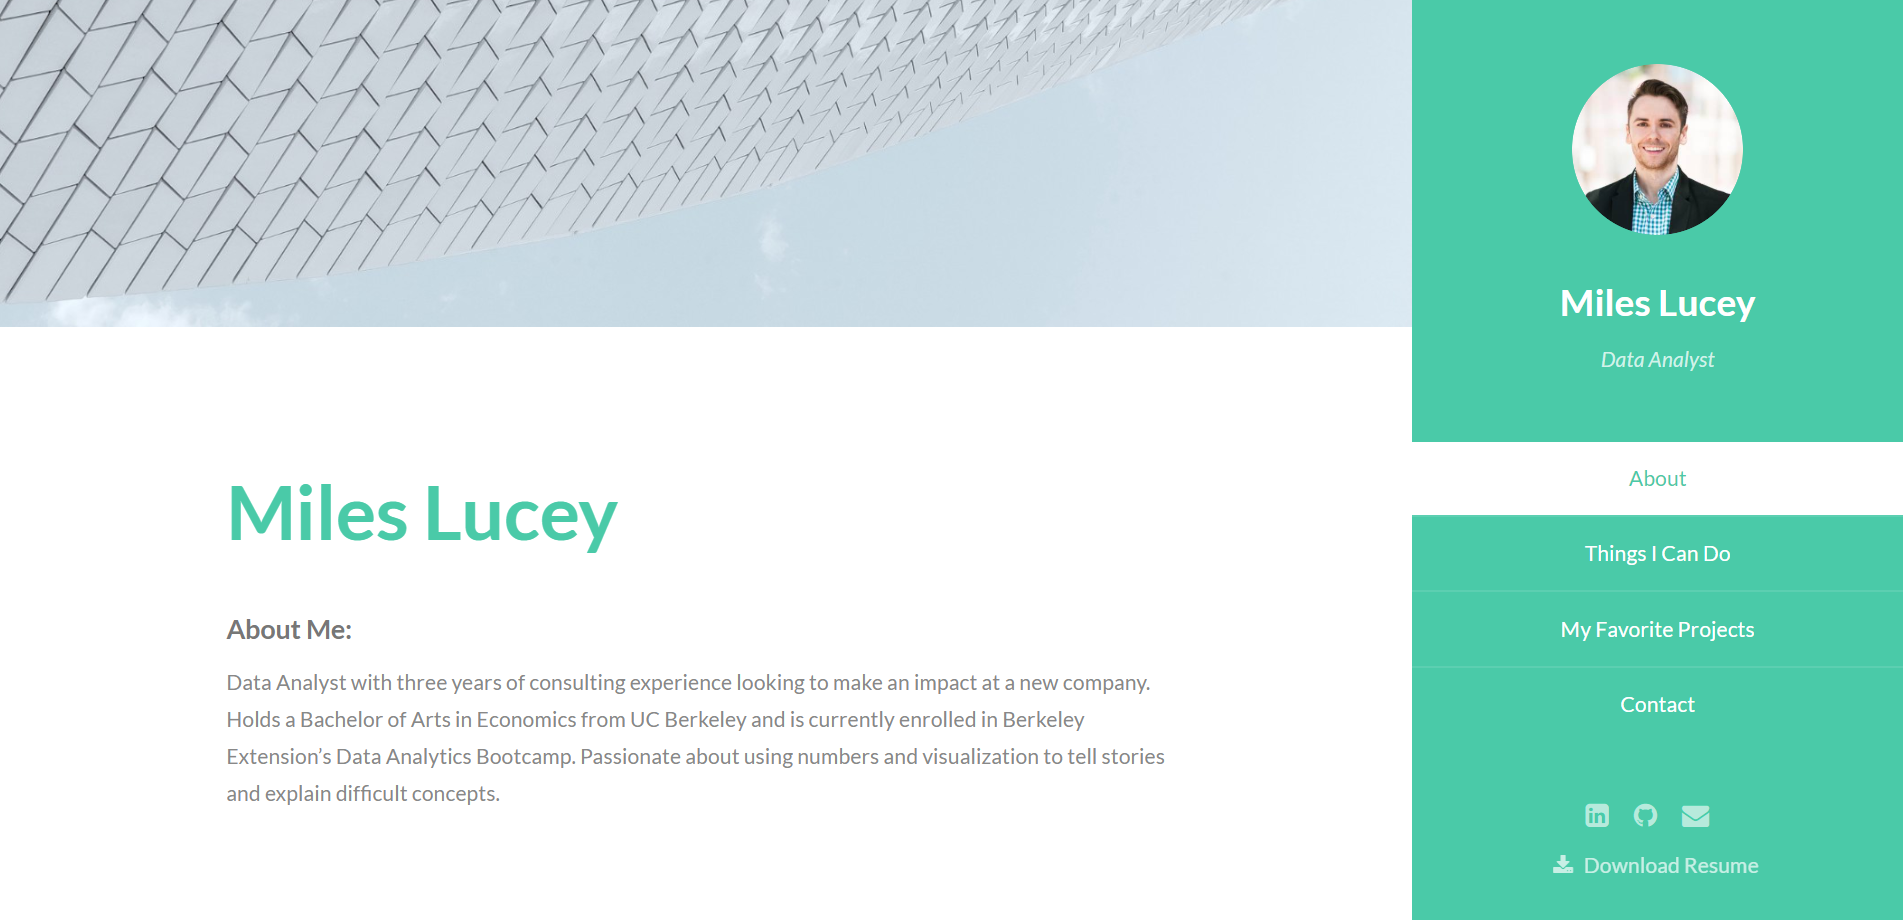 Miles Lucey
About Me:
Data Analyst with three years of consulting experience looking to make an impact at a new company.
Holds a Bachelor of Arts in Economics from UC Berkeley and is currently enrolled in Berkeley
Extension’s Data Analytics Bootcamp. Passionate about using numbers and visualization to tell stories
and explain difficult concepts.
Miles Lucey
Data Analyst
About
Things I Can Do
My Favorite Projects
Contact
in
Download Resume